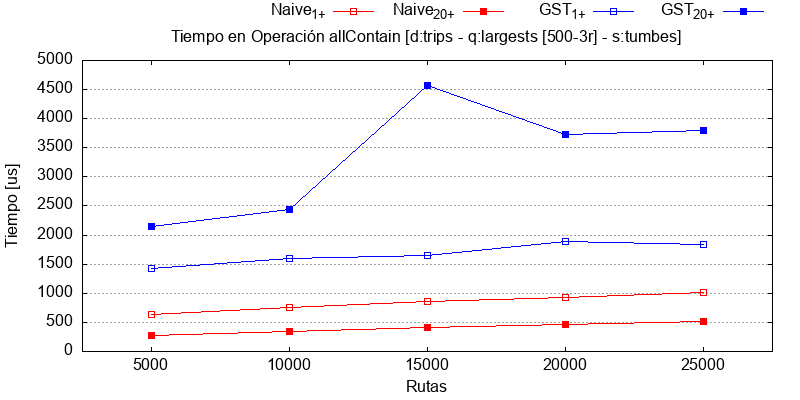 Naive1+ Naive20+ GST1+ GST20+
Tiempo en Operación allContain [d:trips - q:largests [500-3r] - s:tumbes]
5000
4500
4000
3500
3000
2500
2000
1500
1000
500
0
Tiempo [us]
5000 10000 15000 20000 25000
Rutas